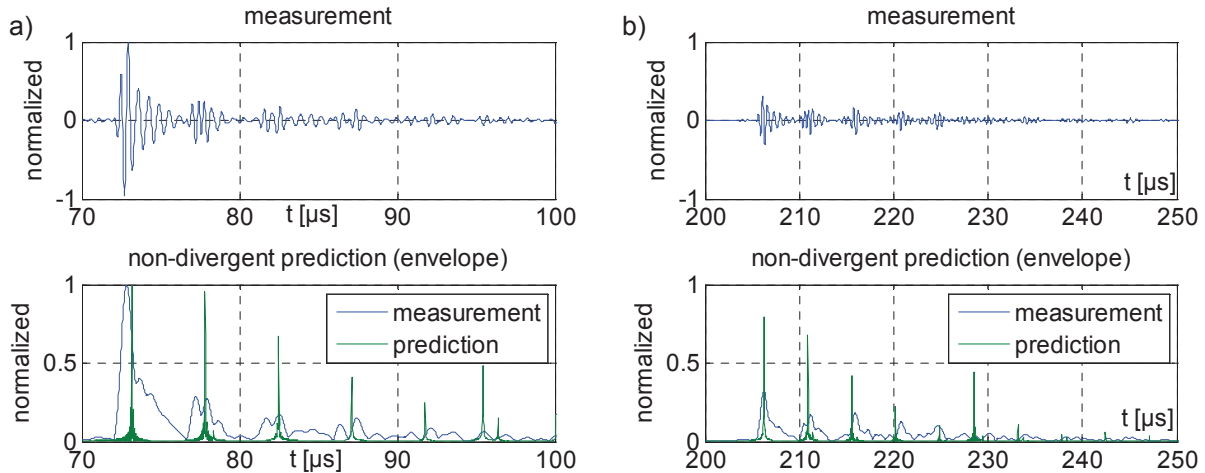 a)
measurement
normalized
1
0
-1
70
80
90
100
t [µs]
non-divergent prediction (envelope)
normalized
1
0.5
0
measurement
prediction
70
80
90
100
t [µs]
b)
measurement
normalized
1
0
-1
t [µs]
200
210
220
230
240
250
non-divergent prediction (envelope)
normalized
1
0.5
0
measurement
prediction
t [µs]
200
210
220
230
240
250